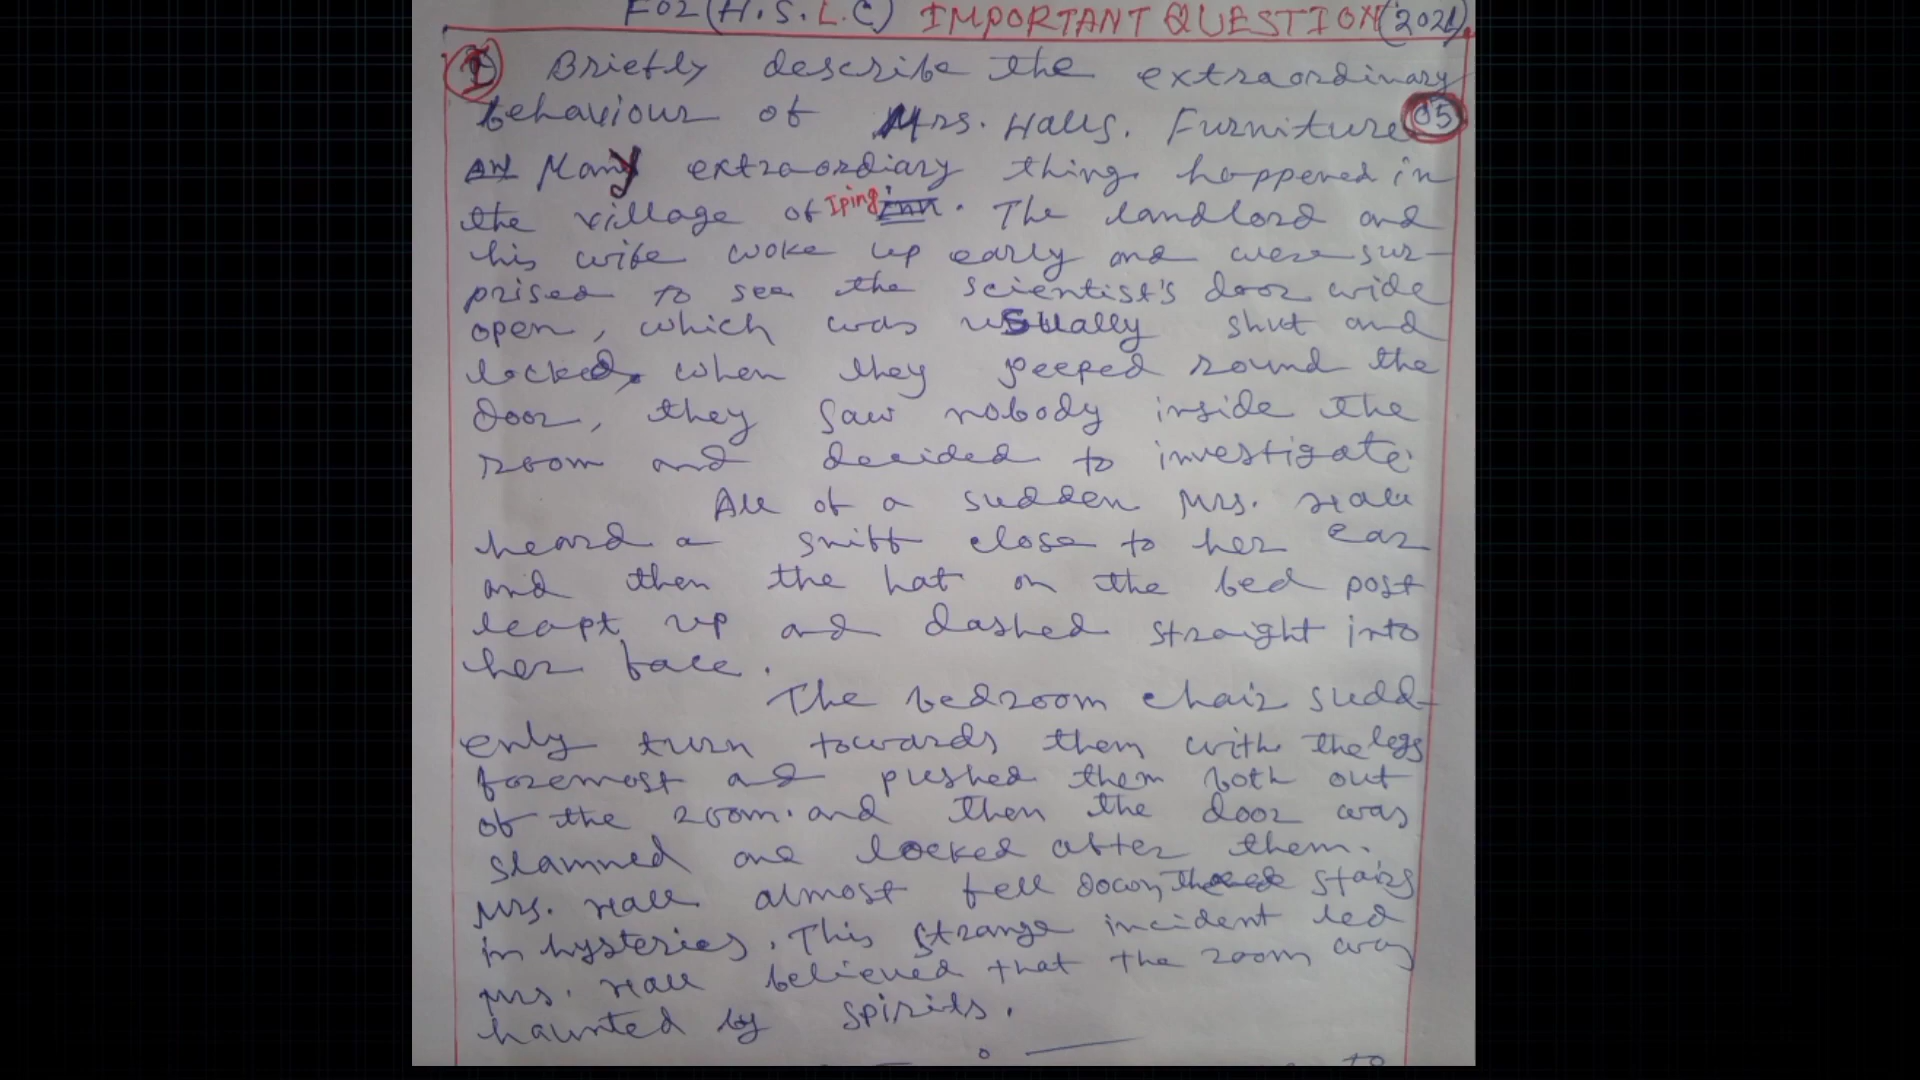 FOR (H.S.L.C) IMPORTANT QUESTION (2021).
I Briefly describe the extraordinary
behaviour of Mrs. Halls. Furniture 05
Many extraordiary thing happened in
the village of Iping inn. The landlord and
his wife woke up early and were sur-
prised to see the scientist's door wide
open, which was usually shut and
locked, when they peeped round the
door, they saw nobody inside the
room and decided to investigate.
All of a sudden Mrs. Hall
heard a sniff close to her ear
and then the hat on the bed post
leapt up and dashed straight into
her face.
The bedroom chair sudd-
enly turn towards them with the legs
foremost and pushed them both out
of the room. and then the door was
slamned and locked after them.
Mrs. Hall almost fell down stairs
in hysteries. This strange incident led
Mrs. Hall believed that the room was
haunted by spirits.
to